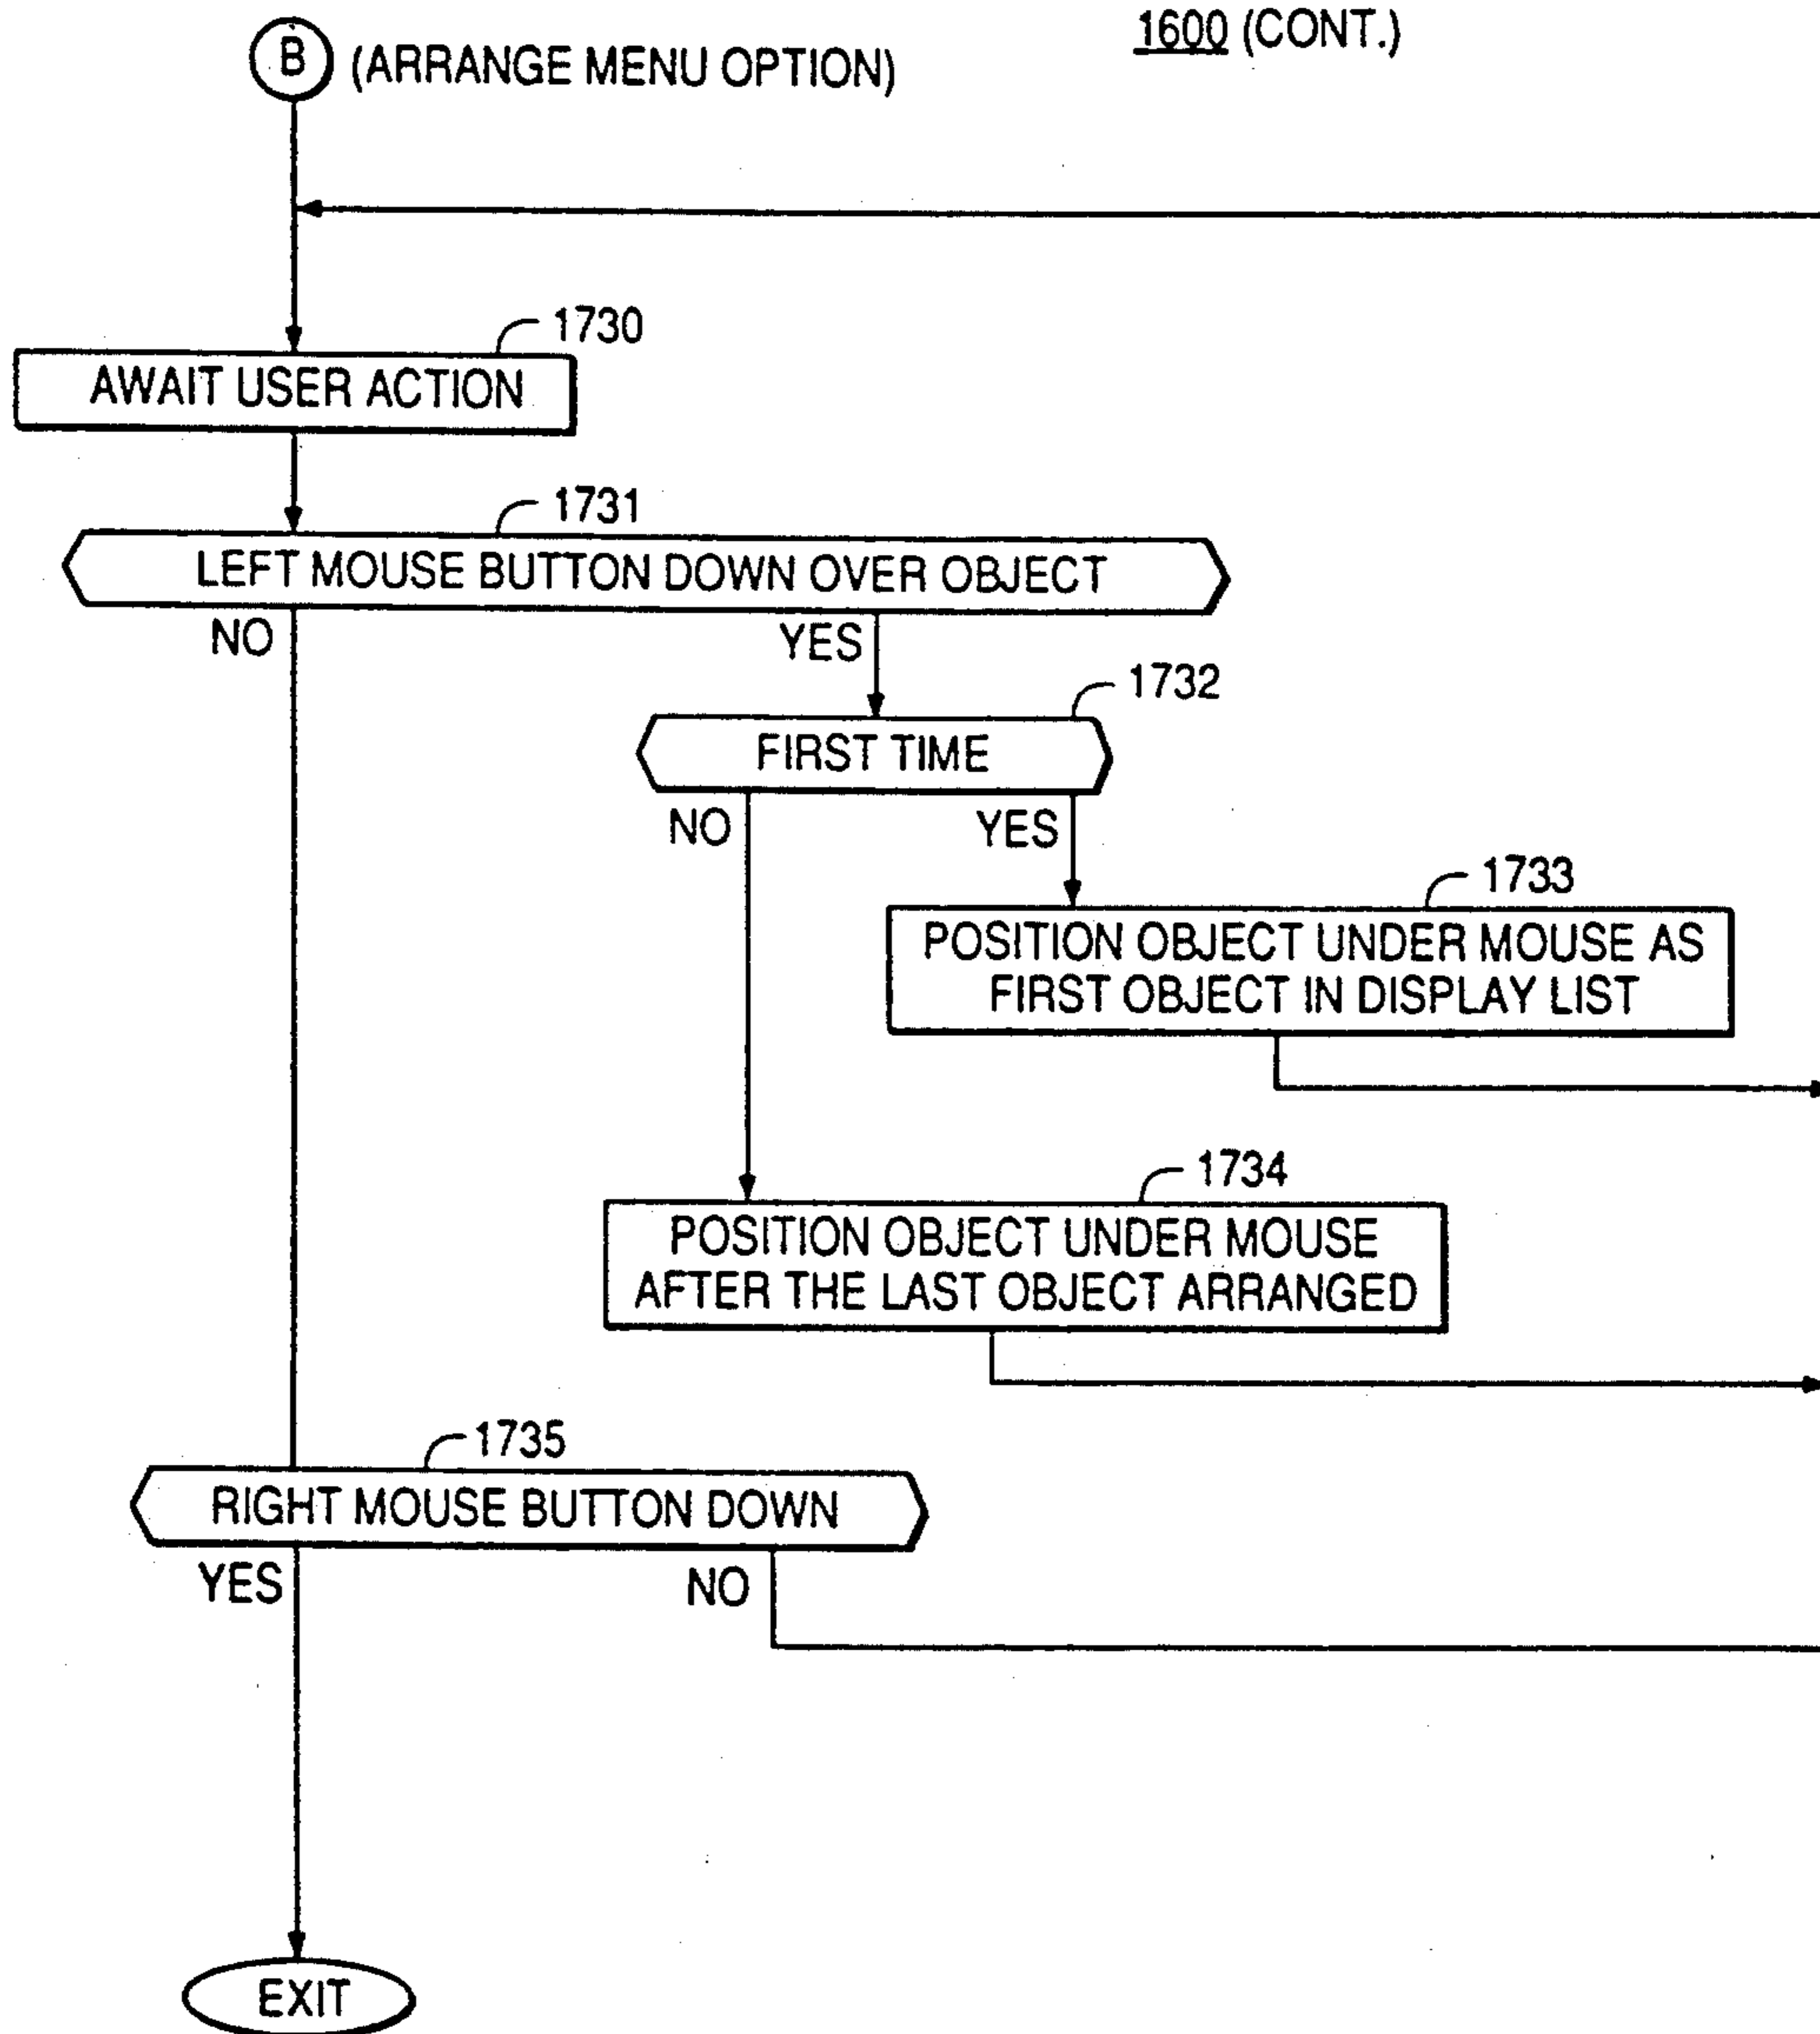 1600 (CONT.)
B (ARRANGE MENU OPTION)
1730
AWAIT USER ACTION
1731
LEFT MOUSE BUTTON DOWN OVER OBJECT
NO YES
1732
FIRST TIME
NO YES
1733
POSITION OBJECT UNDER MOUSE AS
FIRST OBJECT IN DISPLAY LIST
1734
POSITION OBJECT UNDER MOUSE
AFTER THE LAST OBJECT ARRANGED
1735
RIGHT MOUSE BUTTON DOWN
YES NO
EXIT